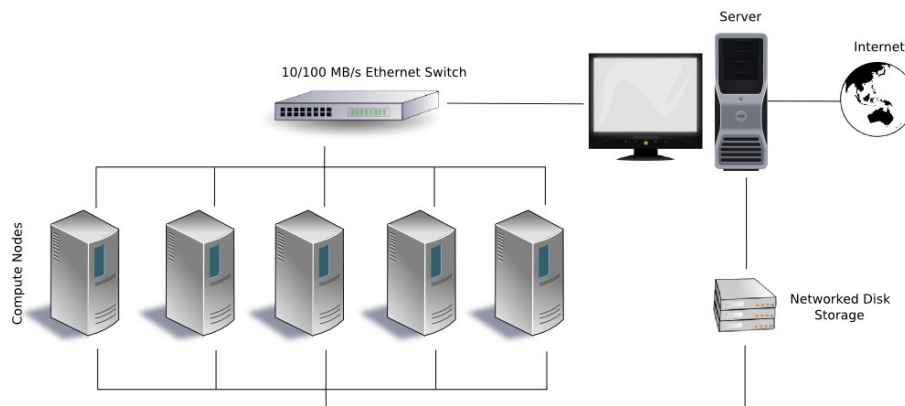 Server
Internet
10/100 MB/s Ethernet Switch
Compute Nodes
Networked Disk
Storage